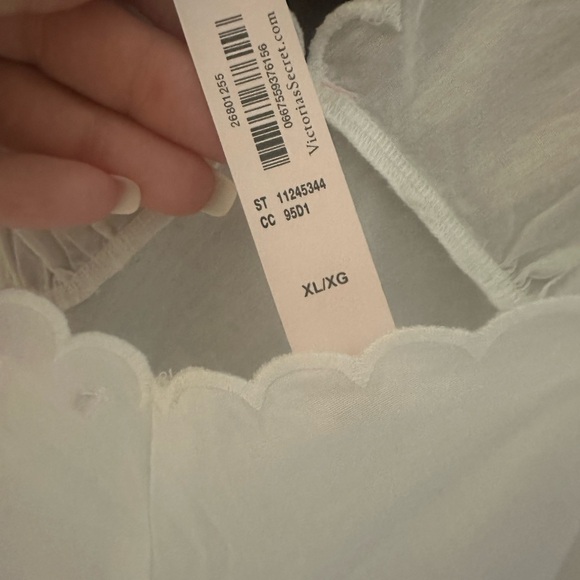 26801255
0667559376156
VictoriasSecret.com
ST 11245344
CC 95D1
XL/XG